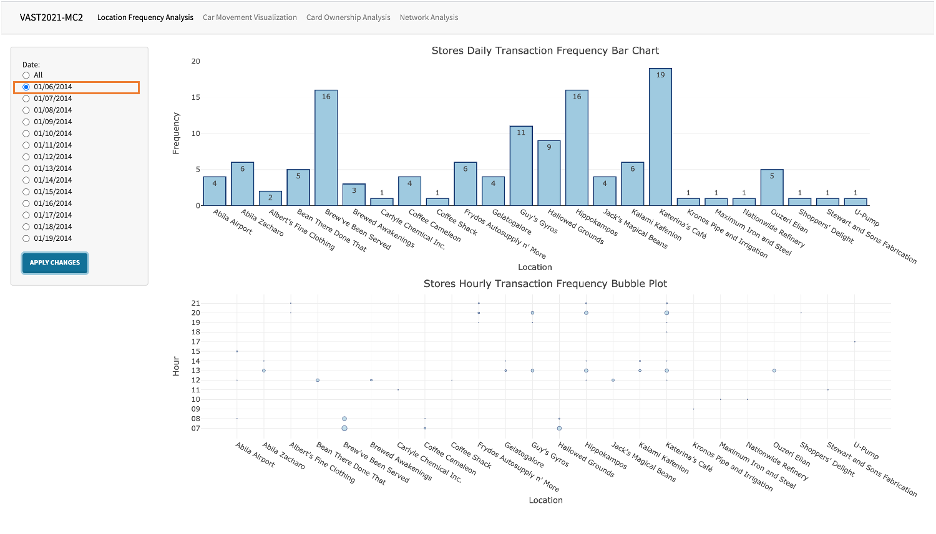 VAST2021-MC2 Location Frequency Analysis Car Movement Visualization Card Ownership Analysis Network Analysis
Date:
All
01/06/2014
01/07/2014
01/08/2014
01/09/2014
01/10/2014
01/11/2014
01/12/2014
01/13/2014
01/14/2014
01/15/2014
01/16/2014
01/17/2014
01/18/2014
01/19/2014
APPLY CHANGES
Stores Daily Transaction Frequency Bar Chart
Frequency
20
15
10
5
0
4 6 2 5 16 3 1 4 1 6 4 11 9 16 4 6 19 1 1 1 5 1 1 1
Abila Airport
Abila Zacharo
Albert's Fine Clothing
Bean There Done That
Brew've Been Served
Brewed Awakenings
Carlyle Chemical Inc.
Coffee Cameleon
Coffee Shack
Frydos Autosupply n' More
Gelatogalore
Guy's Gyros
Hallowed Grounds
Hippokampos
Jack's Magical Beans
Kalami Kafenion
Katerina's Café
Kronos Pipe and Irrigation
Maximum Iron and Steel
Nationwide Refinery
Ouzeri Elian
Shoppers' Delight
Stewart and Sons Fabrication
U-Pump
Location
Stores Hourly Transaction Frequency Bubble Plot
Hour
21
20
19
18
17
15
14
13
12
11
10
09
08
07
Abila Airport
Abila Zacharo
Albert's Fine Clothing
Bean There Done That
Brew've Been Served
Brewed Awakenings
Carlyle Chemical Inc.
Coffee Cameleon
Coffee Shack
Frydos Autosupply n' More
Gelatogalore
Guy's Gyros
Hallowed Grounds
Hippokampos
Jack's Magical Beans
Kalami Kafenion
Katerina's Café
Kronos Pipe and Irrigation
Maximum Iron and Steel
Nationwide Refinery
Ouzeri Elian
Shoppers' Delight
Stewart and Sons Fabrication
U-Pump
Location